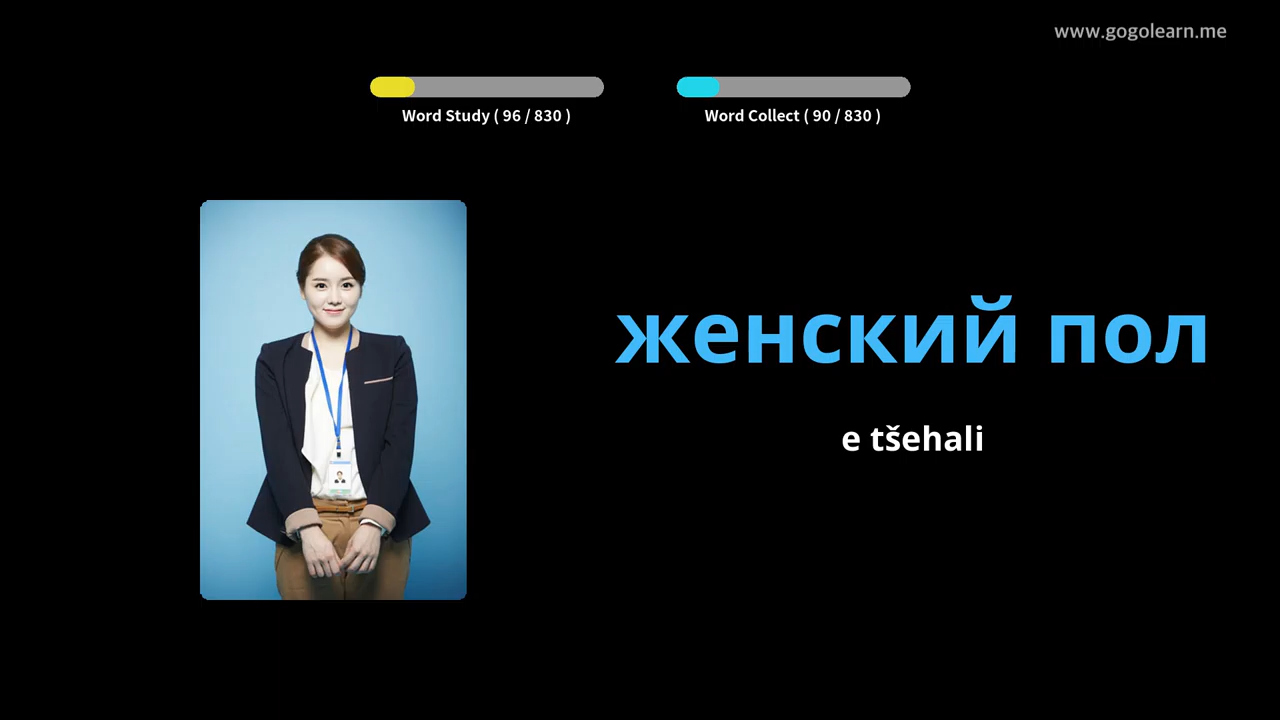 www.gogolearn.me
Word Study ( 96 / 830 )
Word Collect ( 90 / 830 )
женский пол
e tšehali